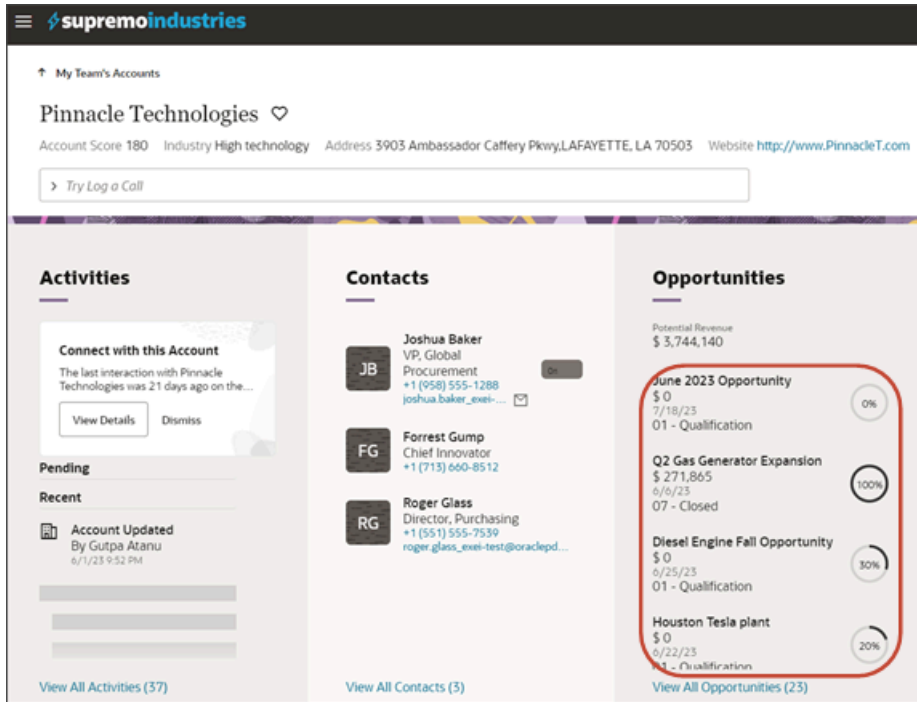 supremoindustries
My Team's Accounts
Pinnacle Technologies
Account Score 180 Industry High technology Address 3903 Ambassador Caffery Pkwy,LAFAYETTE, LA 70503 Website http://www.PinnacleT.com
Try Log a Call
Activities
Connect with this Account
The last interaction with Pinnacle
Technologies was 21 days ago on the...
View Details Dismiss
Pending
Recent
Account Updated
By Gutpa Atanu
6/1/23 9:52 PM
View All Activities (37)
Contacts
JB
Joshua Baker
VP, Global
Procurement
+1 (958) 555-1288
joshua.baker_exei-...
FG
Forrest Gump
Chief Innovator
+1 (713) 660-8512
RG
Roger Glass
Director, Purchasing
+1 (551) 555-7539
roger.glass_exei-test@oraclepd...
View All Contacts (3)
Opportunities
Potential Revenue
$ 3,744,140
June 2023 Opportunity
$ 0
7/18/23
01 - Qualification
0%
Q2 Gas Generator Expansion
$ 271,865
6/6/23
07 - Closed
100%
Diesel Engine Fall Opportunity
$ 0
6/25/23
01 - Qualification
30%
Houston Tesla plant
$ 0
6/22/23
01 - Qualification
20%
View All Opportunities (23)